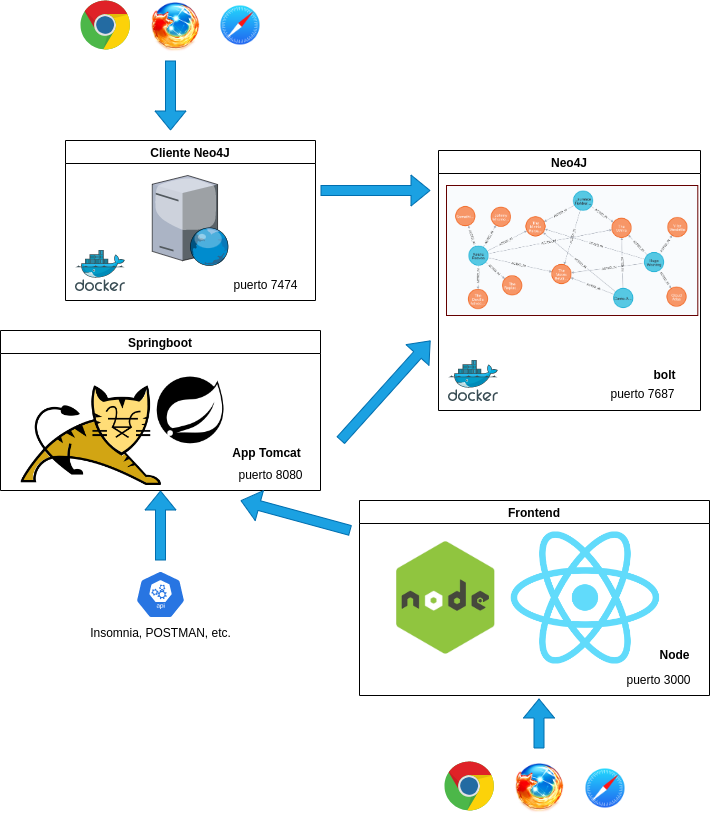 Cliente Neo4J
docker
puerto 7474
Neo4J
docker
bolt
puerto 7687
Springboot
App Tomcat
puerto 8080
api
Insomnia, POSTMAN, etc.
Frontend
node
Node
puerto 3000